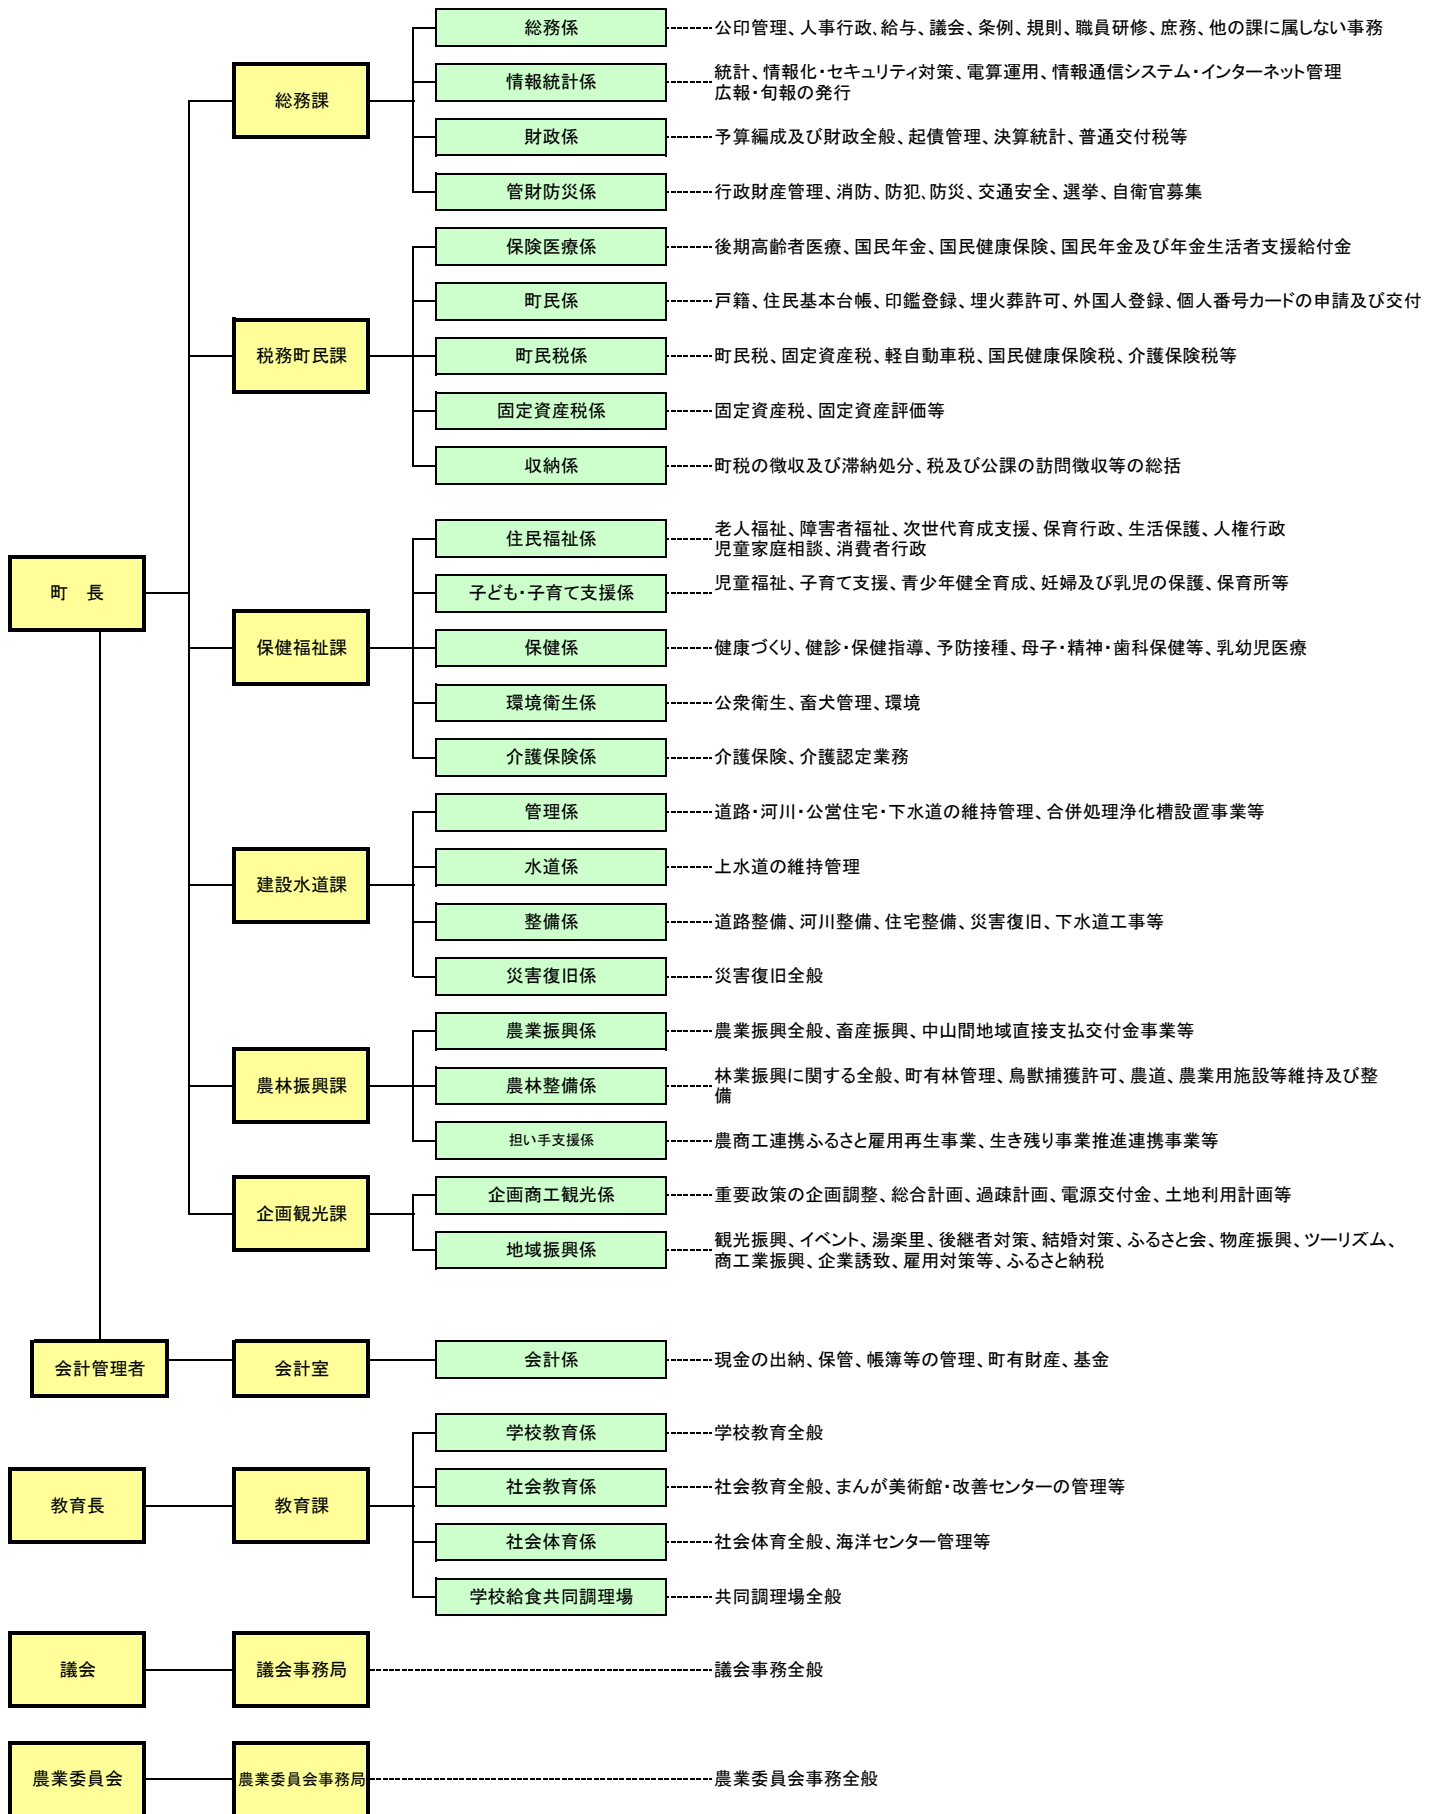 総務係
公印管理、人事行政、給与、議会、条例、規則、職員研修、庶務、他の課に属しない事務
総務課
情報統計係
統計、情報化・セキュリティ対策、電算運用、情報通信システム・インターネット管理
広報・旬報の発行
財政係
予算編成及び財政全般、起債管理、決算統計、普通交付税等
管財防災係
行政財産管理、消防、防犯、防災、交通安全、選挙、自衛官募集
保険医療係
後期高齢者医療、国民年金、国民健康保険、国民年金及び年金生活者支援給付金
町民係
戸籍、住民基本台帳、印鑑登録、埋火葬許可、外国人登録、個人番号カードの申請及び交付
税務町民課
町民税係
町民税、固定資産税、軽自動車税、国民健康保険税、介護保険税等
固定資産税係
固定資産税、固定資産評価等
収納係
町税の徴収及び滞納処分、税及び公課の訪問徴収等の総括
住民福祉係
老人福祉、障害者福祉、次世代育成支援、保育行政、生活保護、人権行政
児童家庭相談、消費者行政
町　長
子ども・子育て支援係
児童福祉、子育て支援、青少年健全育成、妊婦及び乳児の保護、保育所等
保健福祉課
保健係
健康づくり、健診・保健指導、予防接種、母子・精神・歯科保健等、乳幼児医療
環境衛生係
公衆衛生、畜犬管理、環境
介護保険係
介護保険、介護認定業務
管理係
道路・河川・公営住宅・下水道の維持管理、合併処理浄化槽設置事業等
建設水道課
水道係
上水道の維持管理
整備係
道路整備、河川整備、住宅整備、災害復旧、下水道工事等
災害復旧係
災害復旧全般
農業振興係
農業振興全般、畜産振興、中山間地域直接支払交付金事業等
農林振興課
農林整備係
林業振興に関する全般、町有林管理、鳥獣捕獲許可、農道、農業用施設等維持及び整
備
担い手支援係
農商工連携ふるさと雇用再生事業、生き残り事業推進連携事業等
企画観光課
企画商工観光係
重要政策の企画調整、総合計画、過疎計画、電源交付金、土地利用計画等
地域振興係
観光振興、イベント、湯楽里、後継者対策、結婚対策、ふるさと会、物産振興、ツーリズム、
商工業振興、企業誘致、雇用対策等、ふるさと納税
会計管理者
会計室
会計係
現金の出納、保管、帳簿等の管理、町有財産、基金
学校教育係
学校教育全般
教育長
教育課
社会教育係
社会教育全般、まんが美術館・改善センターの管理等
社会体育係
社会体育全般、海洋センター管理等
学校給食共同調理場
共同調理場全般
議会
議会事務局
議会事務全般
農業委員会
農業委員会事務局
農業委員会事務全般